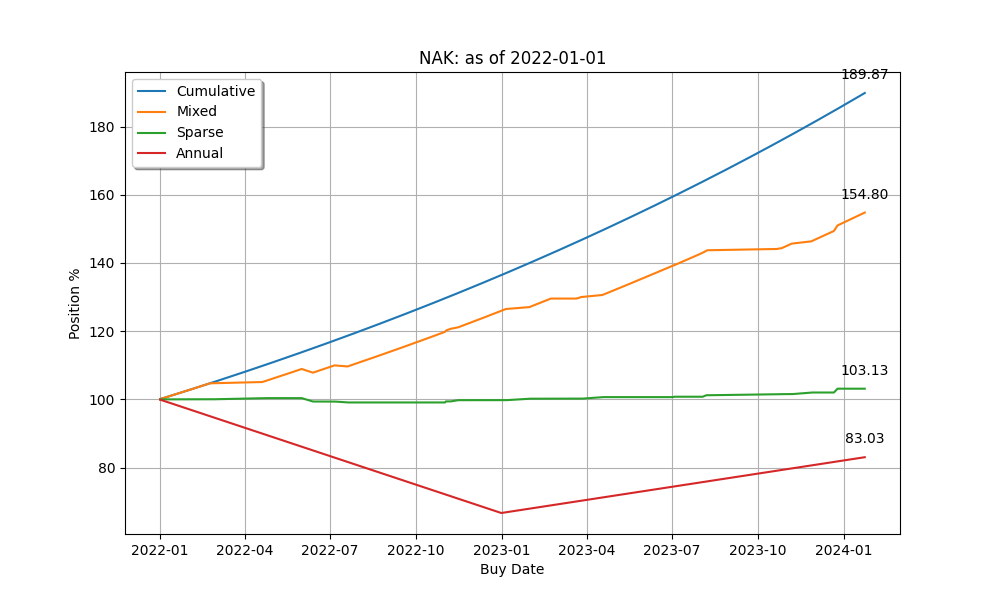 NAK: as of 2022-01-01
Cumulative
Mixed
Sparse
Annual
189.87
154.80
103.13
83.03
180
160
140
120
100
80
Position %
2022-01 2022-04 2022-07 2022-10 2023-01 2023-04 2023-07 2023-10 2024-01
Buy Date